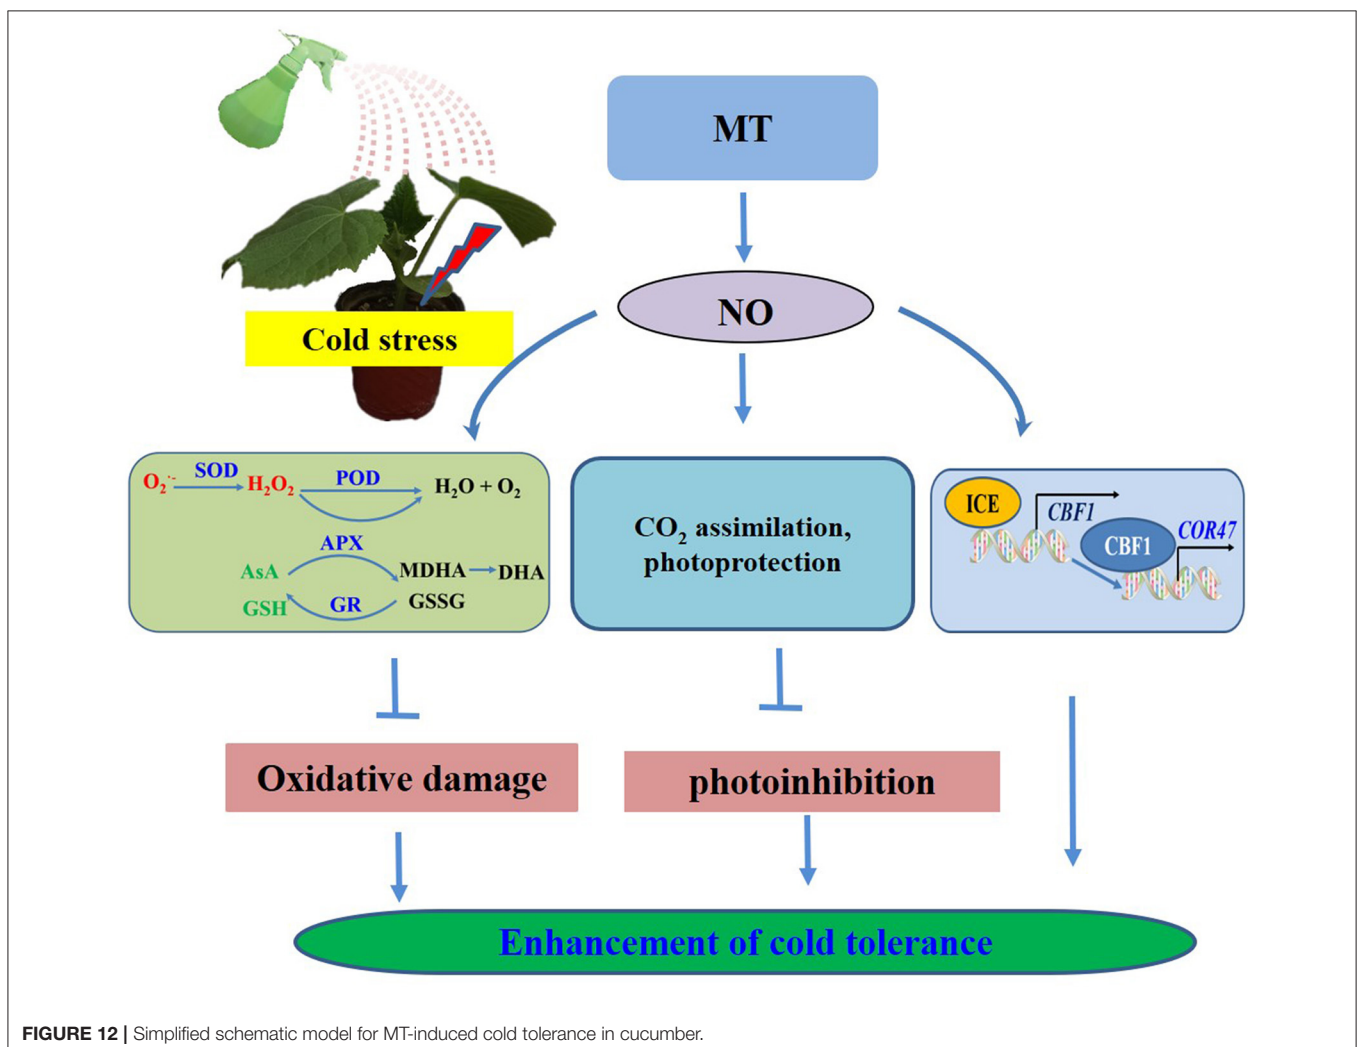 MT
NO
Cold stress
O₂·⁻ SOD H₂O₂ POD H₂O + O₂
APX
AsA MDHA DHA
GSH GR GSSG
CO₂ assimilation,
photoprotection
ICE CBF1
CBF1 COR47
Oxidative damage
photoinhibition
Enhancement of cold tolerance
FIGURE 12 | Simplified schematic model for MT-induced cold tolerance in cucumber.